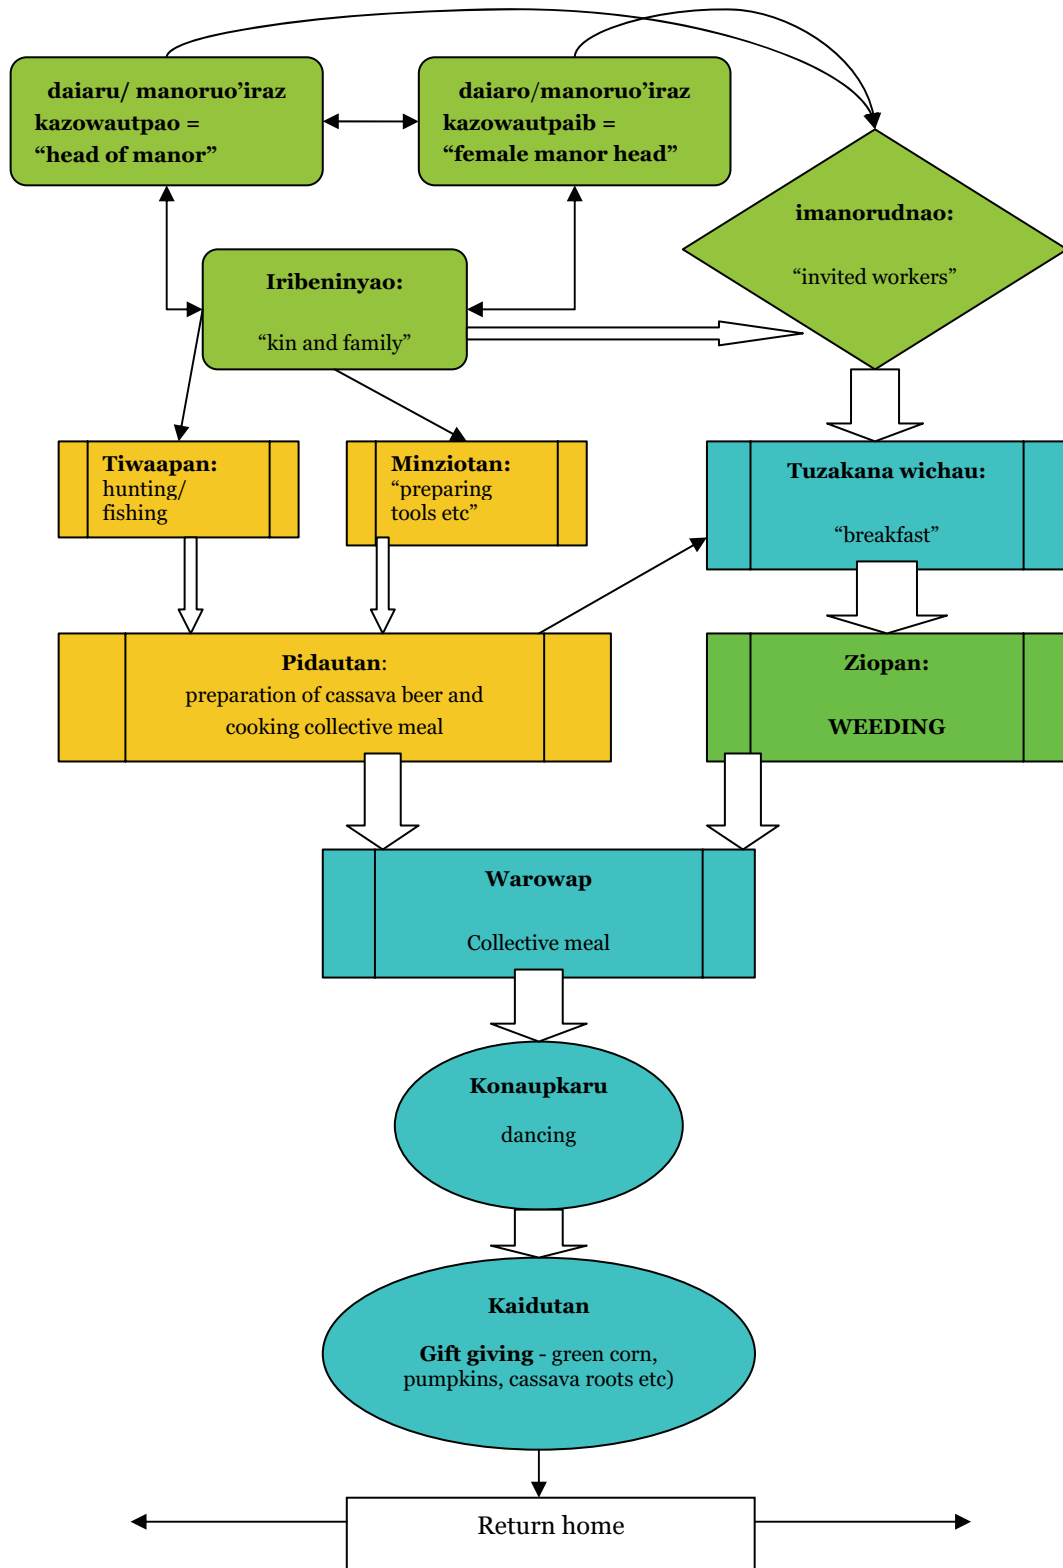 daiaru/ manoruo’iraz
kazowautpao =
“head of manor”
daiaro/manoruo’iraz
kazowautpaib =
“female manor head”
imanorudnao:
“invited workers”
Iribeninyao:
“kin and family”
Tiwaapan:
hunting/
fishing
Minziotan:
“preparing
tools etc”
Tuzakana wichau:
“breakfast”
Pidautan:
preparation of cassava beer and
cooking collective meal
Ziopan:
WEEDING
Warowap
Collective meal
Konaupkaru
dancing
Kaidutan
Gift giving - green corn,
pumpkins, cassava roots etc)
Return home